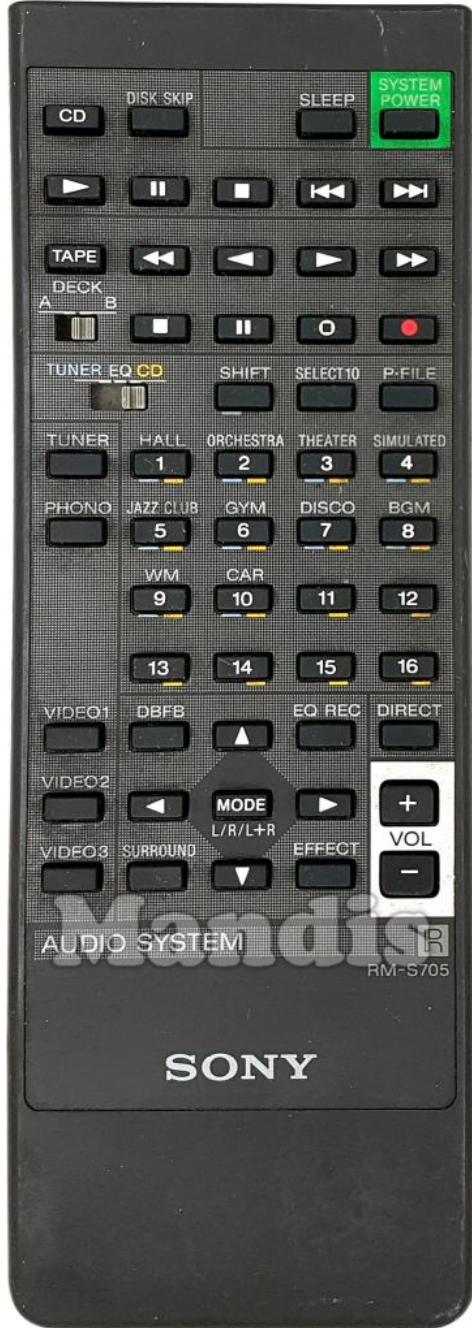 DISK SKIP SLEEP SYSTEM
POWER
CD
TAPE
DECK
A B
TUNER EQ CD SHIFT SELECT10 P·FILE
TUNER HALL ORCHESTRA THEATER SIMULATED
1 2 3 4
PHONO JAZZ CLUB GYM DISCO BGM
5 6 7 8
WM CAR
9 10 11 12
13 14 15 16
VIDEO1 DBFB EQ REC DIRECT
VIDEO2
MODE +
L/R/L+R VOL
VIDEO3 SURROUND EFFECT
−
Mandis
AUDIO SYSTEM R
RM-S705
SONY